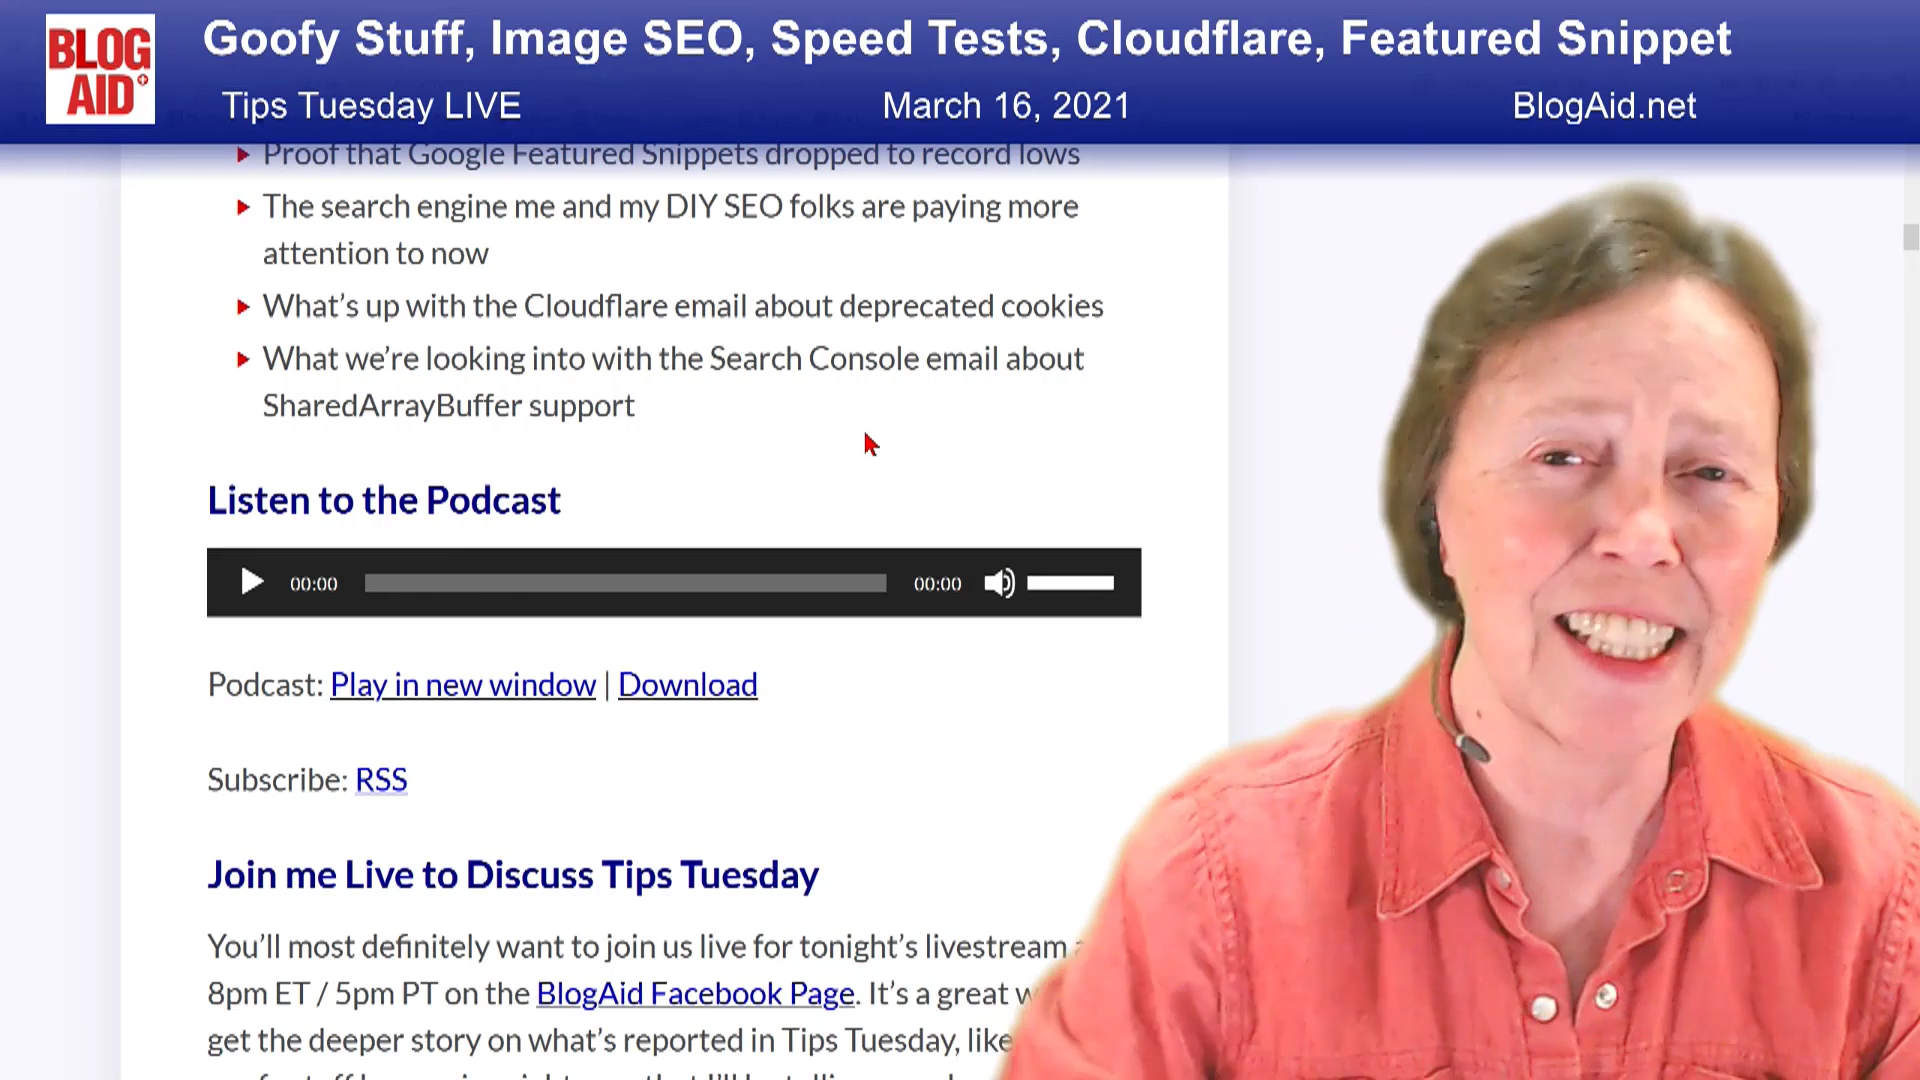 BLOG
AID
Goofy Stuff, Image SEO, Speed Tests, Cloudflare, Featured Snippet
Tips Tuesday LIVE March 16, 2021 BlogAid.net
Proof that Google Featured Snippets dropped to record lows
The search engine me and my DIY SEO folks are paying more
attention to now
What's up with the Cloudflare email about deprecated cookies
What we're looking into with the Search Console email about
SharedArrayBuffer support
Listen to the Podcast
00:00 00:00
Podcast: Play in new window | Download
Subscribe: RSS
Join me Live to Discuss Tips Tuesday
You'll most definitely want to join us live for tonight's livestream
8pm ET / 5pm PT on the BlogAid Facebook Page. It's a great
get the deeper story on what's reported in Tips Tuesday, like